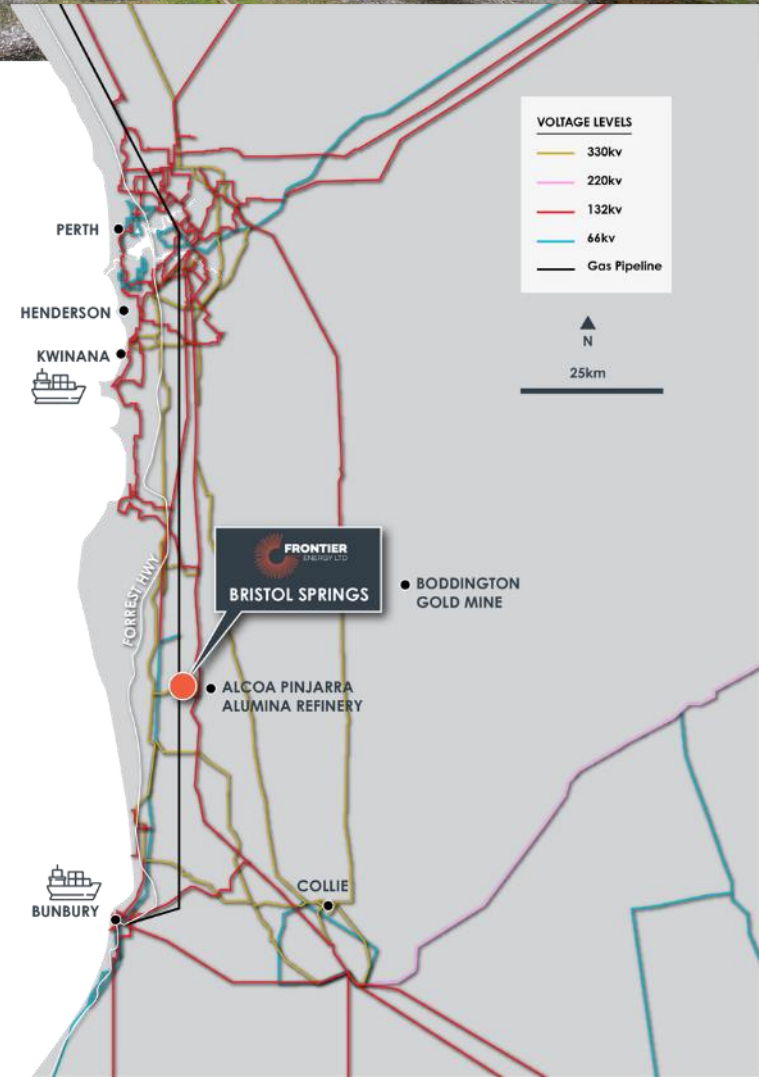 VOLTAGE LEVELS
330kv
220kv
132kv
66kv
Gas Pipeline
N
25km
PERTH
HENDERSON
KWINANA
FORREST HWY
FRONTIER
ENERGY LTD
BRISTOL SPRINGS
BODDINGTON
GOLD MINE
ALCOA PINJARRA
ALUMINA REFINERY
COLLIE
BUNBURY